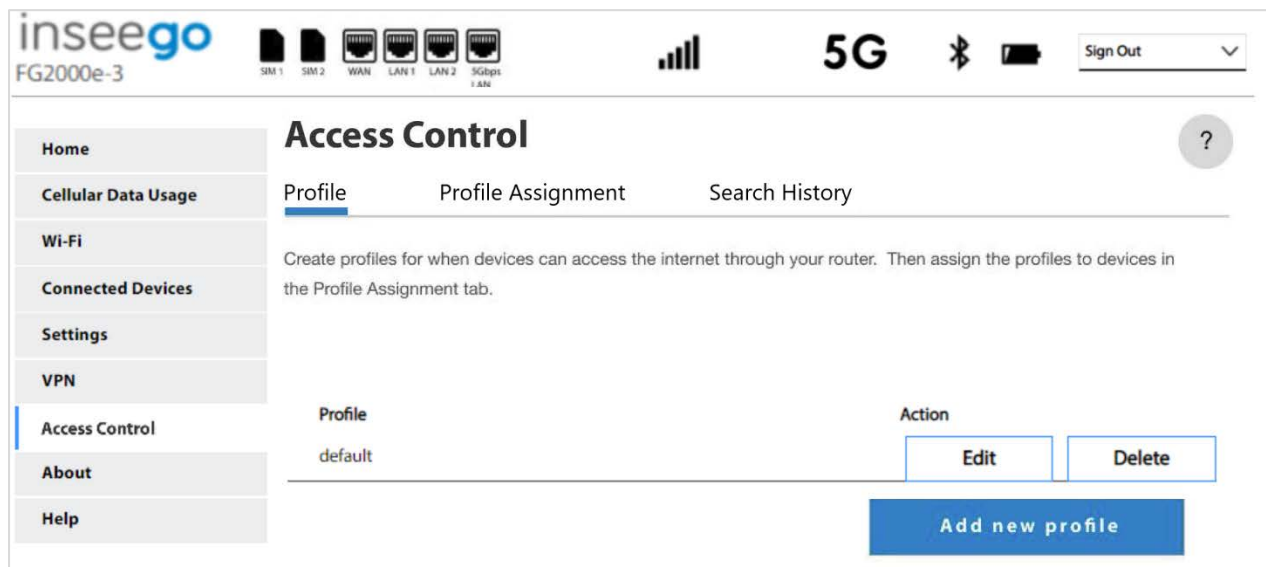 inseego
FG2000e-3
SIM 1 SIM 2 WAN LAN 1 LAN 2 5Gbps LAN
5G
Sign Out
Access Control
?
Profile Profile Assignment Search History
Create profiles for when devices can access the internet through your router. Then assign the profiles to devices in
the Profile Assignment tab.
Home
Cellular Data Usage
Wi-Fi
Connected Devices
Settings
VPN
Access Control
About
Help
Profile Action
default Edit Delete
Add new profile